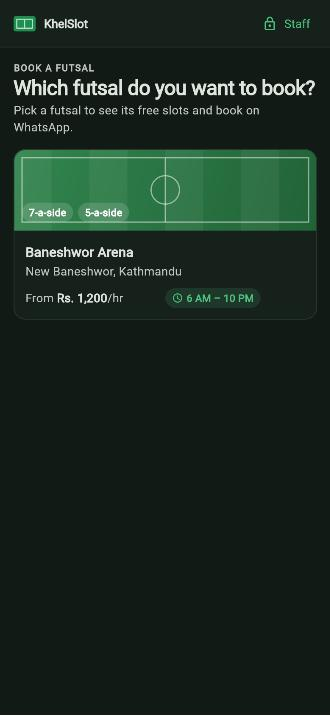 KhelSlot
Staff
BOOK A FUTSAL
Which futsal do you want to book?
Pick a futsal to see its free slots and book on
WhatsApp.
7-a-side
5-a-side
Baneshwor Arena
New Baneshwor, Kathmandu
From Rs. 1,200/hr
6 AM – 10 PM